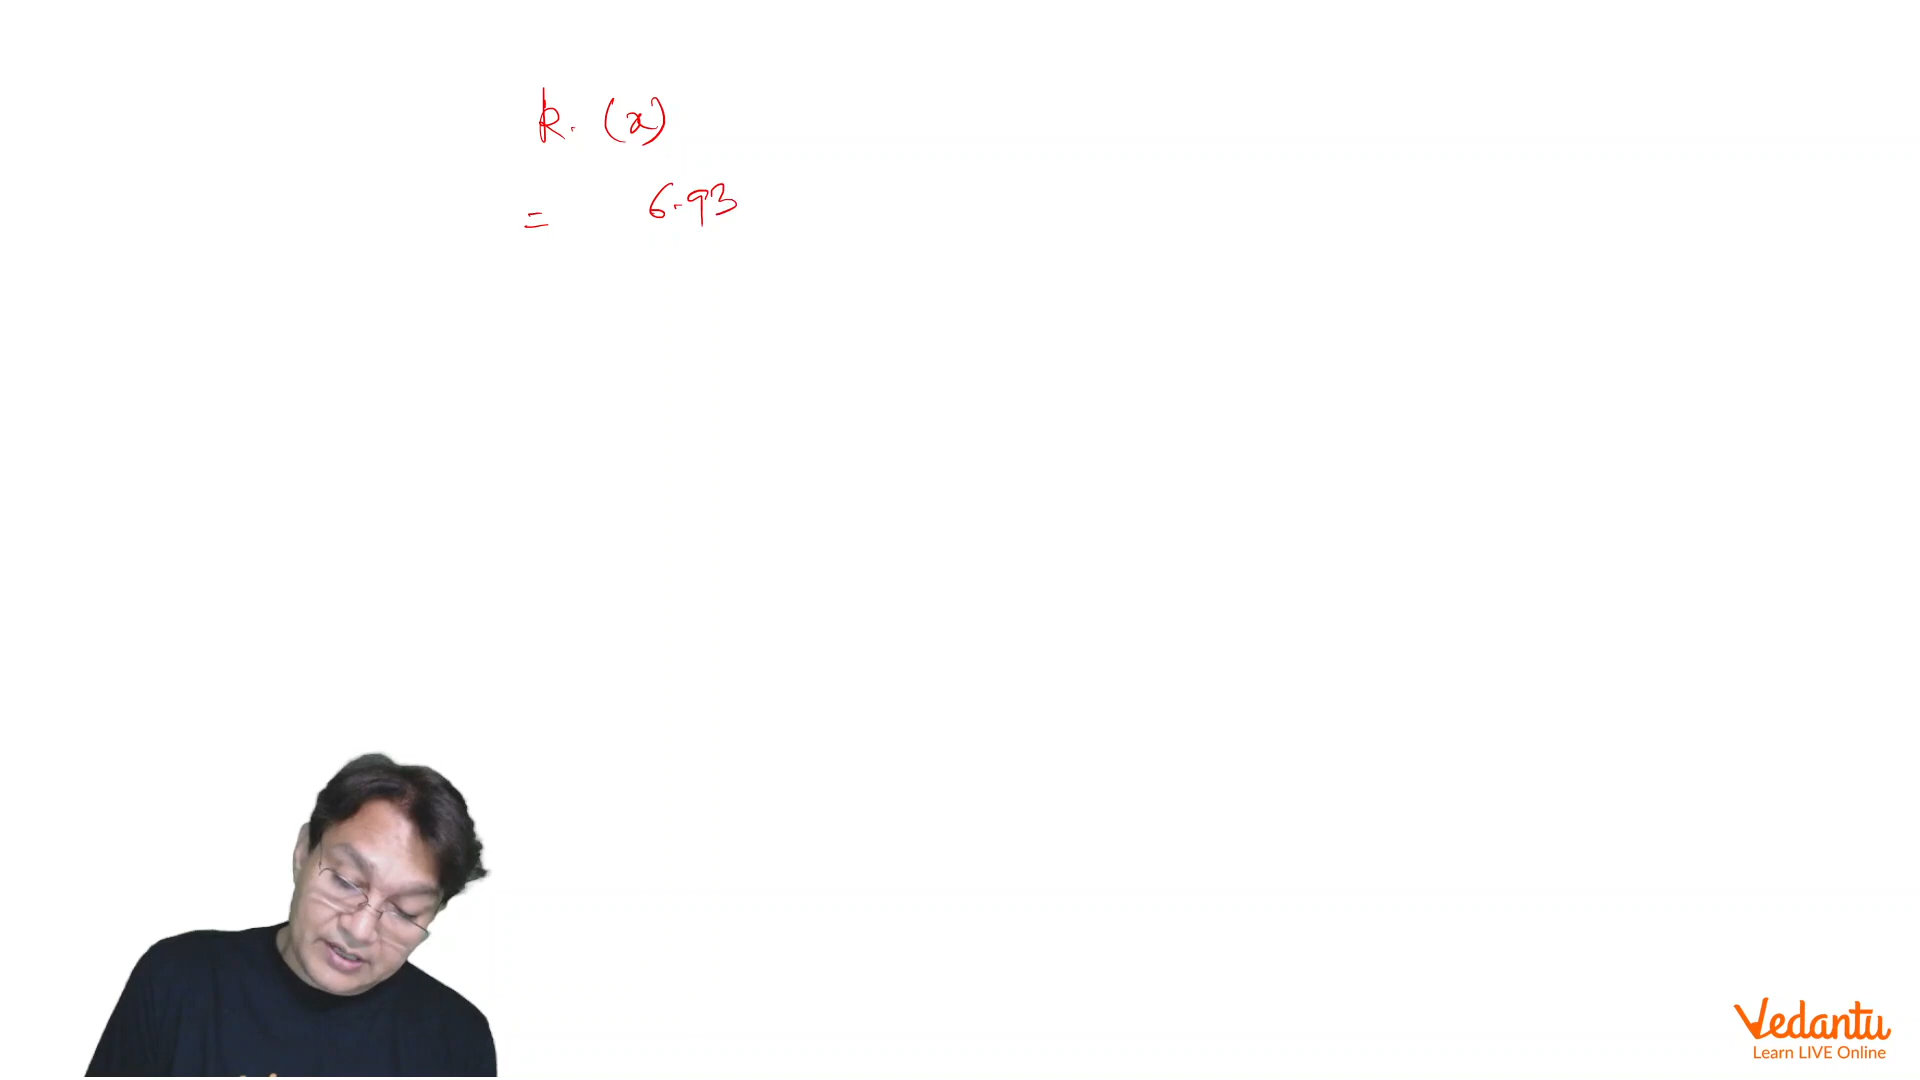 k. (x)
= 6.93
Vedantu
Learn LIVE Online